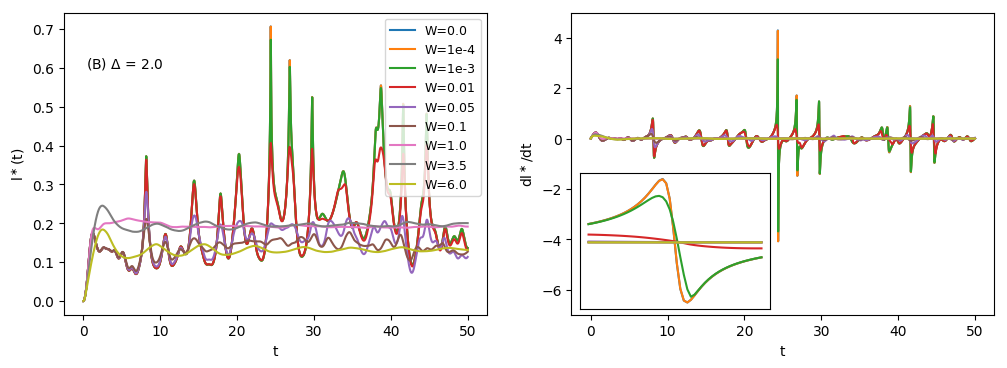 0.7
0.6
0.5
0.4
0.3
0.2
0.1
0.0
l * (t)
(B) Δ = 2.0
W=0.0
W=1e-4
W=1e-3
W=0.01
W=0.05
W=0.1
W=1.0
W=3.5
W=6.0
0 10 20 30 40 50
t
4
2
0
−2
−4
−6
dl * /dt
0 10 20 30 40 50
t